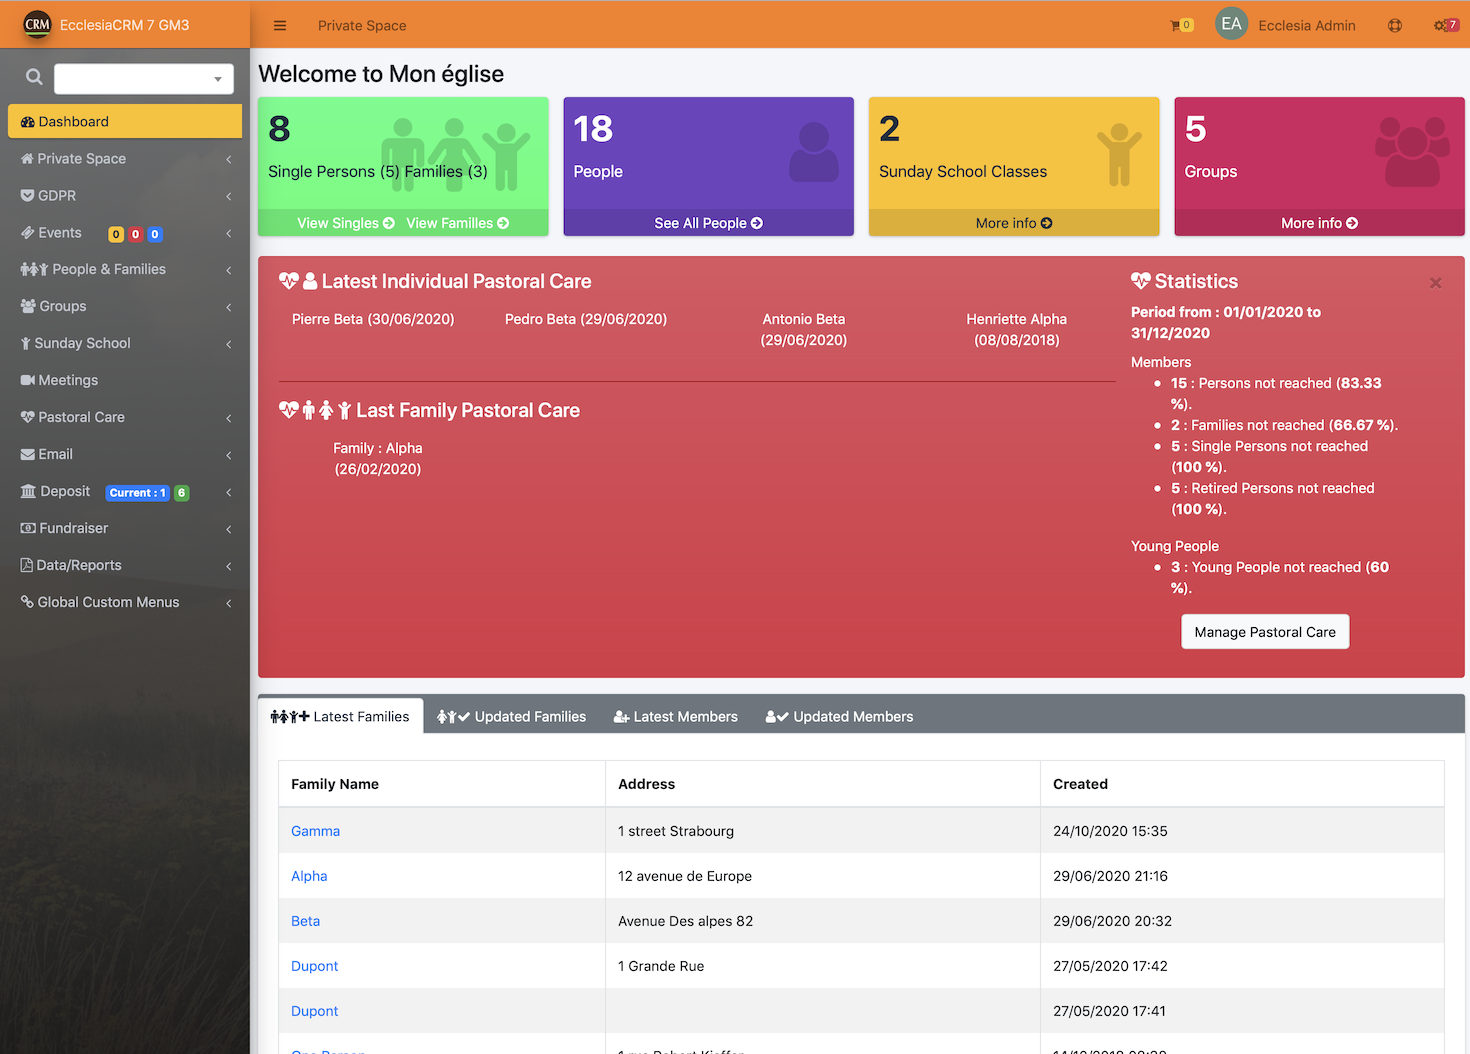 CRM EcclesiaCRM 7 GM3
Private Space
0
EA Ecclesia Admin
7
Welcome to Mon église
Dashboard
Private Space
GDPR
Events 0 0 0
People & Families
Groups
Sunday School
Meetings
Pastoral Care
Email
Deposit Current : 1 6
Fundraiser
Data/Reports
Global Custom Menus
8
Single Persons (5) Families (3)
View Singles View Families
18
People
See All People
2
Sunday School Classes
More info
5
Groups
More info
Latest Individual Pastoral Care
Pierre Beta (30/06/2020)
Pedro Beta (29/06/2020)
Antonio Beta
(29/06/2020)
Henriette Alpha
(08/08/2018)
Last Family Pastoral Care
Family : Alpha
(26/02/2020)
Statistics
×
Period from : 01/01/2020 to
31/12/2020
Members
15 : Persons not reached (83.33
%).
2 : Families not reached (66.67 %).
5 : Single Persons not reached
(100 %).
5 : Retired Persons not reached
(100 %).
Young People
3 : Young People not reached (60
%).
Manage Pastoral Care
Latest Families Updated Families Latest Members Updated Members
Family Name Address Created
Gamma 1 street Strabourg 24/10/2020 15:35
Alpha 12 avenue de Europe 29/06/2020 21:16
Beta Avenue Des alpes 82 29/06/2020 20:32
Dupont 1 Grande Rue 27/05/2020 17:42
Dupont 27/05/2020 17:41